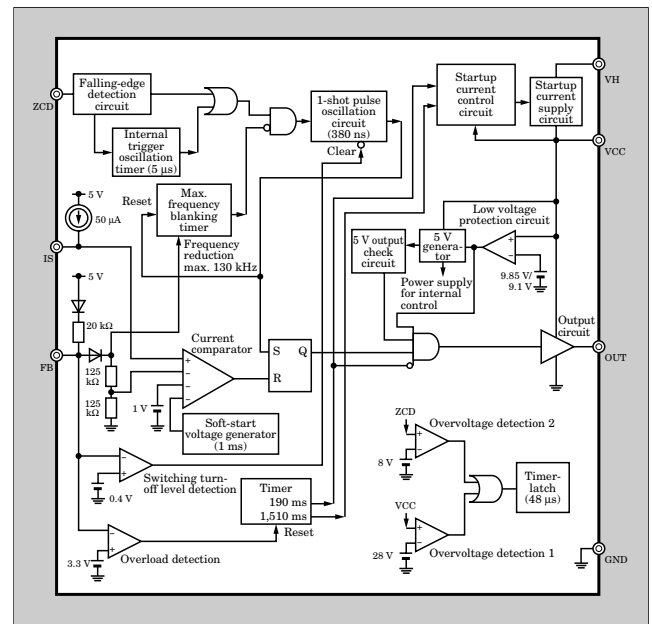 ZCD
Falling-edge
detection
circuit
Internal
trigger
oscillation
timer (5 µs)
1-shot pulse
oscillation
circuit
(380 ns)
Clear
Startup
current
control
circuit
Startup
current
supply
circuit
VH
VCC
5 V
50 µA
IS
Reset
Max.
frequency
blanking
timer
Frequency
reduction
max. 130 kHz
Low voltage
protection circuit
5 V output
check
circuit
5 V
genera-
tor
+
−
9.85 V/
9.1 V
Power supply
for internal
control
5 V
20 kΩ
FB
125
kΩ
125
kΩ
Current
comparator
+
−
−
−
1 V
Soft-start
voltage generator
(1 ms)
S
Q
R
Output
circuit
OUT
−
+
0.4 V
Switching turn-
off level detection
Timer
190 ms
1,510 ms
Reset
−
+
3.3 V
Overload detection
ZCD
Overvoltage detection 2
+
−
8 V
Timer-
latch
(48 µs)
VCC
+
−
28 V
Overvoltage detection 1
GND